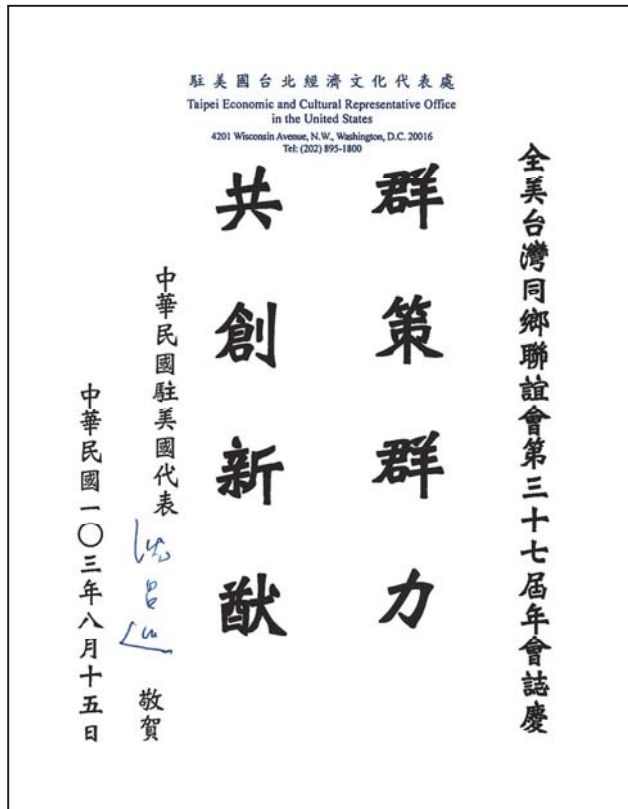 駐美國台北經濟文化代表處
Taipei Economic and Cultural Representative Office
in the United States
4201 Wisconsin Avenue, N.W., Washington, D.C. 20016
Tel: (202) 895-1800
全美台灣同鄉聯誼會第三十七屆年會誌慶
群策群力
共創新猷
中華民國駐美國代表 沈呂巡 敬賀
中華民國一〇三年八月十五日